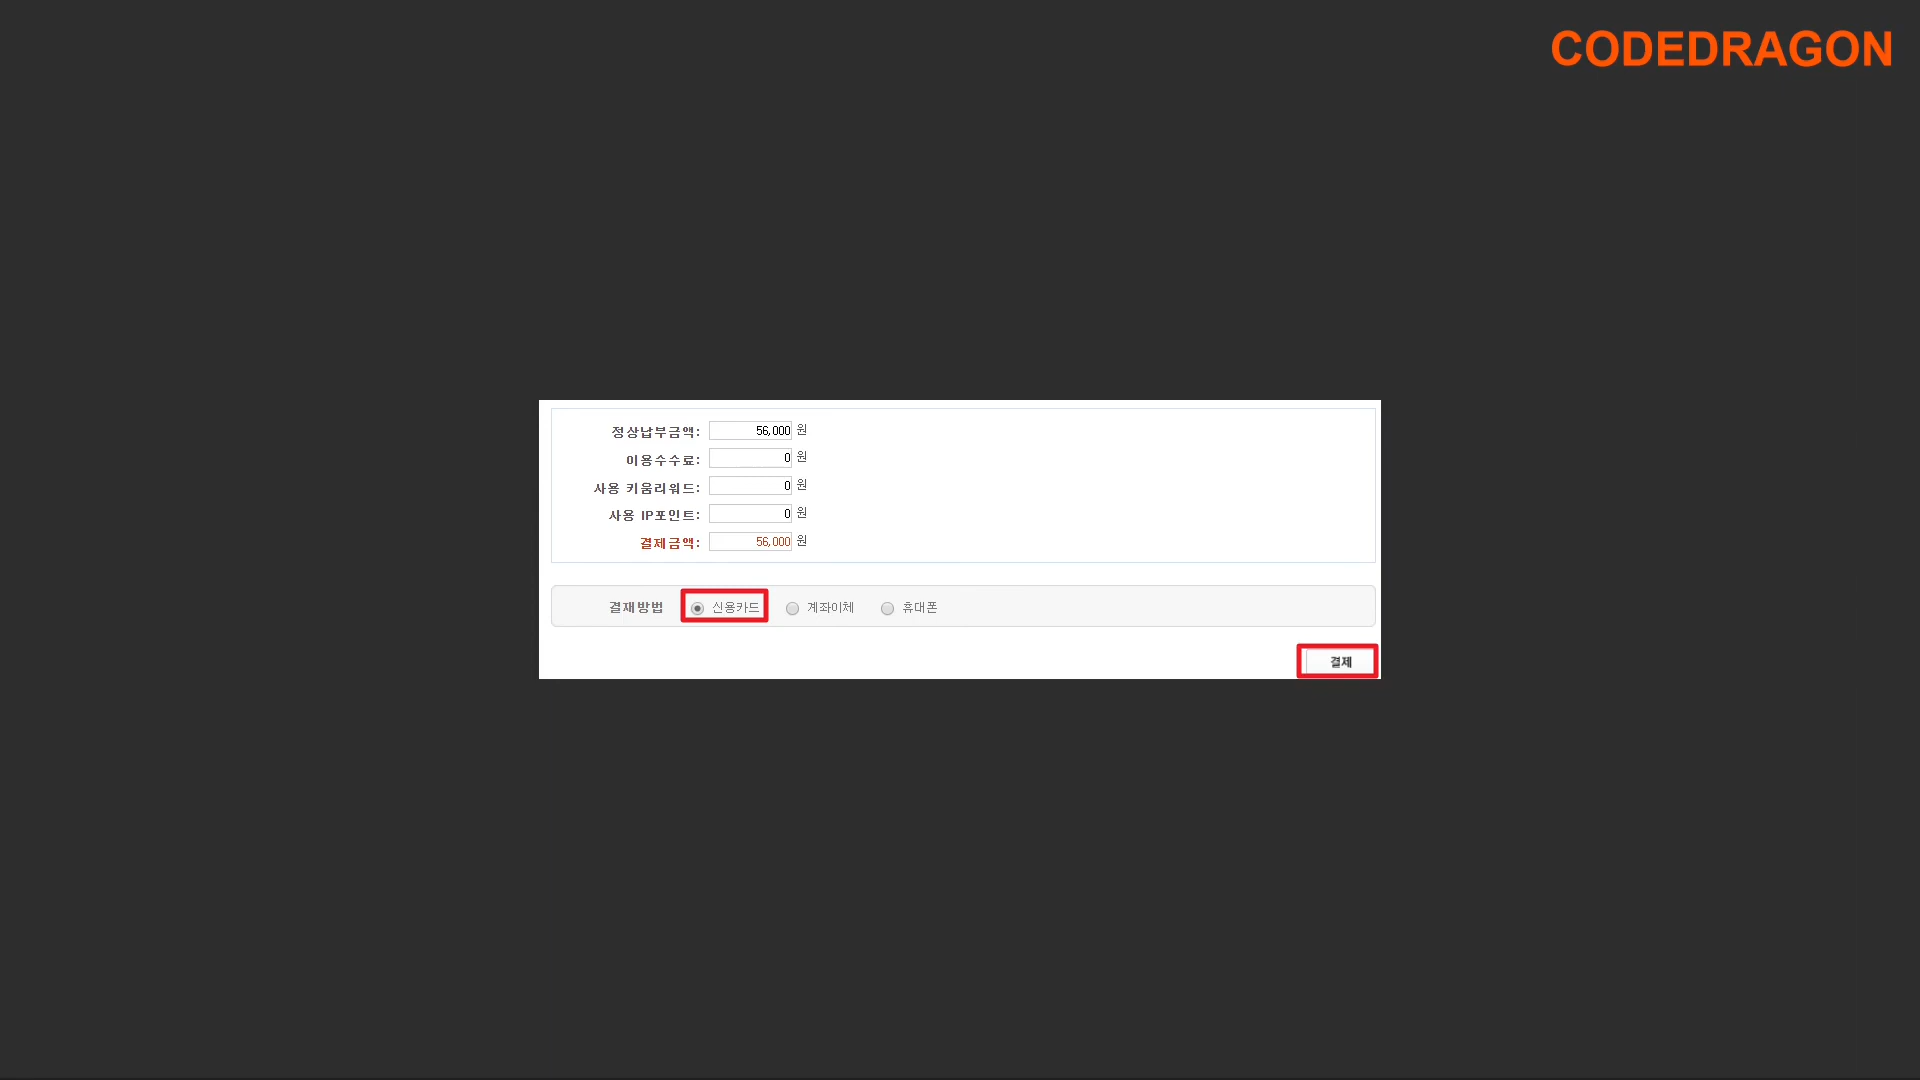 CODEDRAGON
정상납부금액: 56,000 원
이용수수료: 0 원
사용 키움리워드: 0 원
사용 IP포인트: 0 원
결제금액: 56,000 원
결재방법 신용카드 계좌이체 휴대폰
결제